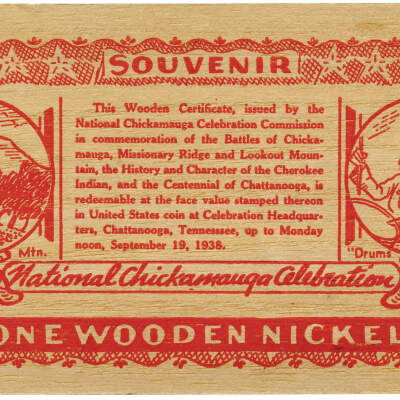 SOUVENIR
This Wooden Certificate, issued by the
National Chickamauga Celebration Commission
in commemoration of the Battles of Chicka-
mauga, Missionary Ridge and Lookout Moun-
tain, the History and Character of the Cherokee
Indian, and the Centennial of Chattanooga, is
redeemable at the face value stamped thereon
in United States coin at Celebration Headquar-
ters, Chattanooga, Tennessee, up to Monday
noon, September 19, 1938.
Mtn.
"Drums
National Chickamauga Celebration
ONE WOODEN NICKEL